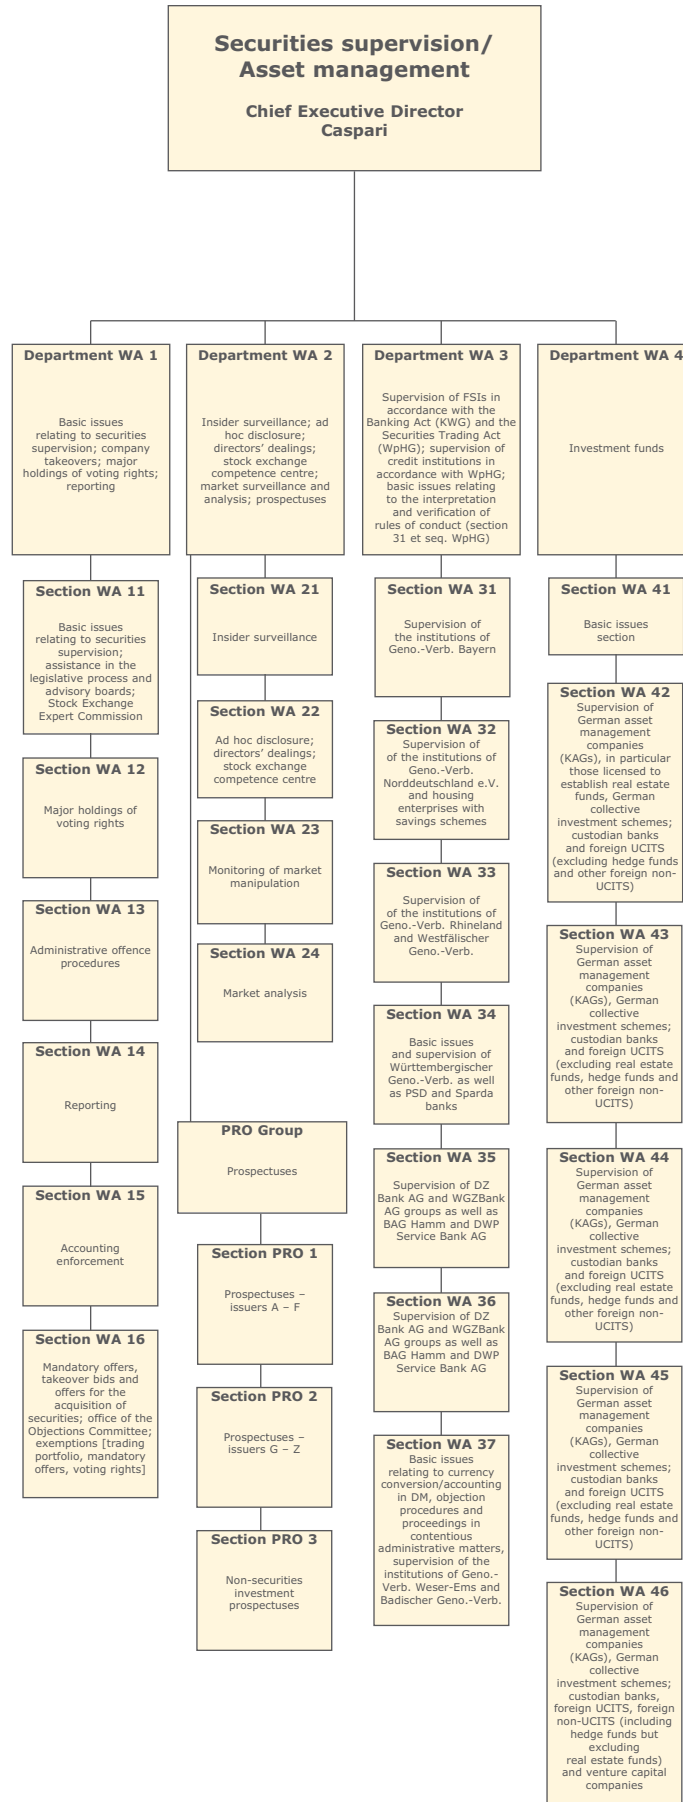 Securities supervision/
Asset management
Chief Executive Director
Caspari
Department WA 1
Basic issues
relating to securities
supervision; company
takeovers; major
holdings of voting rights;
reporting
Section WA 11
Basic issues
relating to securities
supervision;
assistance in the
legislative process and
advisory boards;
Stock Exchange
Expert Commission
Section WA 12
Major holdings of
voting rights
Section WA 13
Administrative offence
procedures
Section WA 14
Reporting
Section WA 15
Accounting
enforcement
Section WA 16
Mandatory offers,
takeover bids and
offers for the
acquisition of
securities; office of the
Objections Committee;
exemptions [trading
portfolio, mandatory
offers, voting rights]
Department WA 2
Insider surveillance; ad
hoc disclosure;
directors’ dealings;
stock exchange
competence centre;
market surveillance and
analysis; prospectuses
Section WA 21
Insider surveillance
Section WA 22
Ad hoc disclosure;
directors’ dealings;
stock exchange
competence centre
Section WA 23
Monitoring of market
manipulation
Section WA 24
Market analysis
PRO Group
Prospectuses
Section PRO 1
Prospectuses –
issuers A – F
Section PRO 2
Prospectuses –
issuers G – Z
Section PRO 3
Non-securities
investment
prospectuses
Department WA 3
Supervision of FSIs in
accordance with the
Banking Act (KWG) and the
Securities Trading Act
(WpHG); supervision of
credit institutions in
accordance with WpHG;
basic issues relating
to the interpretation
and verification of
rules of conduct (section
31 et seq. WpHG)
Section WA 31
Supervision of
the institutions of
Geno.-Verb. Bayern
Section WA 32
Supervision of
of the institutions of
Geno.-Verb.
Norddeutschland e.V.
and housing
enterprises with
savings schemes
Section WA 33
Supervision of
of the institutions of
Geno.-Verb. Rhineland
and Westfälischer
Geno.-Verb.
Section WA 34
Basic issues
and supervision of
Württembergischer
Geno.-Verb. as well
as PSD and Sparda
banks
Section WA 35
Supervision of DZ
Bank AG and WGZBank
AG groups as well as
BAG Hamm and DWP
Service Bank AG
Section WA 36
Supervision of DZ
Bank AG and WGZBank
AG groups as well as
BAG Hamm and DWP
Service Bank AG
Section WA 37
Basic issues
relating to currency
conversion/accounting
in DM, objection
procedures and
proceedings in
contentious
administrative matters,
supervision of the
institutions of Geno.-
Verb. Weser-Ems and
Badischer Geno.-Verb.
Department WA 4
Investment funds
Section WA 41
Basic issues
section
Section WA 42
Supervision of
German asset
management
companies
(KAGs), in particular
those licensed to
establish real estate
funds, German
collective
investment schemes;
custodian banks
and foreign UCITS
(excluding hedge funds
and other foreign non-
UCITS)
Section WA 43
Supervision of
German asset
management
companies
(KAGs), German
collective
investment schemes;
custodian banks
and foreign UCITS
(excluding real estate
funds, hedge funds and
other foreign non-
UCITS)
Section WA 44
Supervision of
German asset
management
companies
(KAGs), German
collective
investment schemes;
custodian banks
and foreign UCITS
(excluding real estate
funds, hedge funds and
other foreign non-
UCITS)
Section WA 45
Supervision of
German asset
management
companies
(KAGs), German
collective
investment schemes;
custodian banks
and foreign UCITS
(excluding real estate
funds, hedge funds and
other foreign non-
UCITS)
Section WA 46
Supervision of
German asset
management
companies
(KAGs), German
collective
investment schemes;
custodian banks,
foreign UCITS, foreign
non-UCITS (including
hedge funds but
excluding
real estate funds)
and venture capital
companies